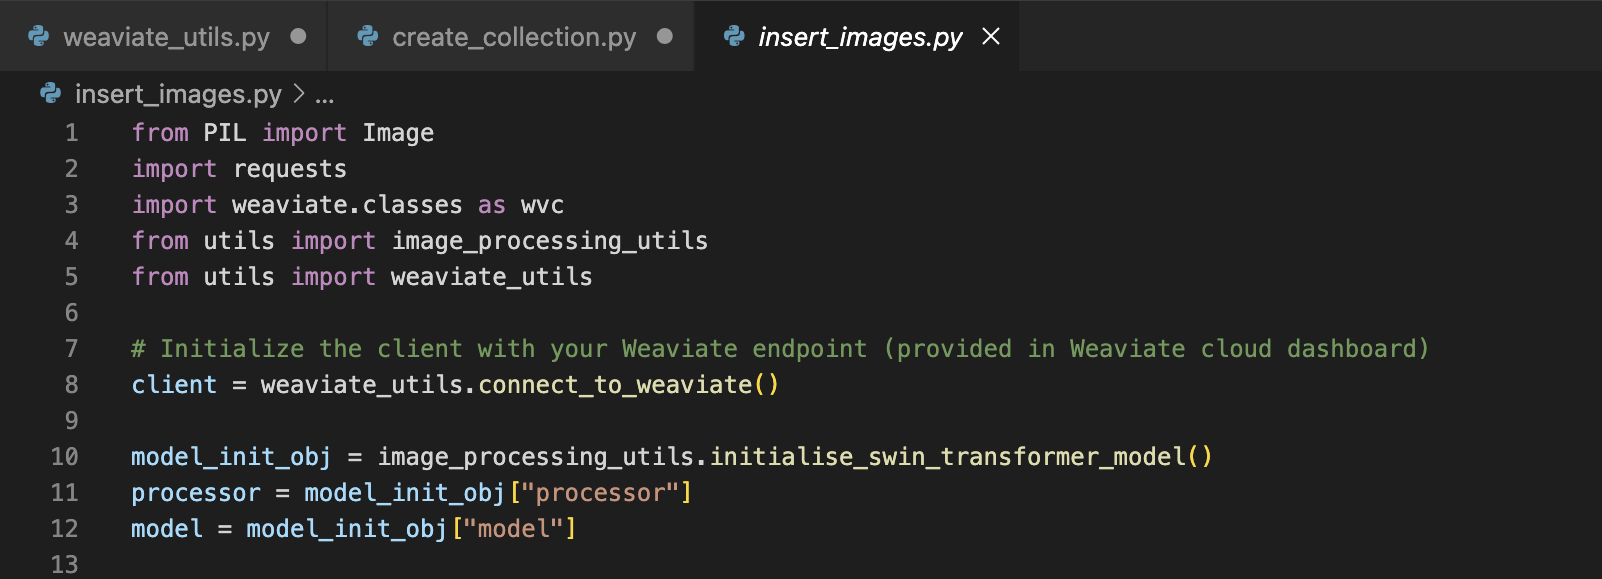 weaviate_utils.py create_collection.py insert_images.py
insert_images.py > ...
1 from PIL import Image
2 import requests
3 import weaviate.classes as wvc
4 from utils import image_processing_utils
5 from utils import weaviate_utils
6
7 # Initialize the client with your Weaviate endpoint (provided in Weaviate cloud dashboard)
8 client = weaviate_utils.connect_to_weaviate()
9
10 model_init_obj = image_processing_utils.initialise_swin_transformer_model()
11 processor = model_init_obj["processor"]
12 model = model_init_obj["model"]
13